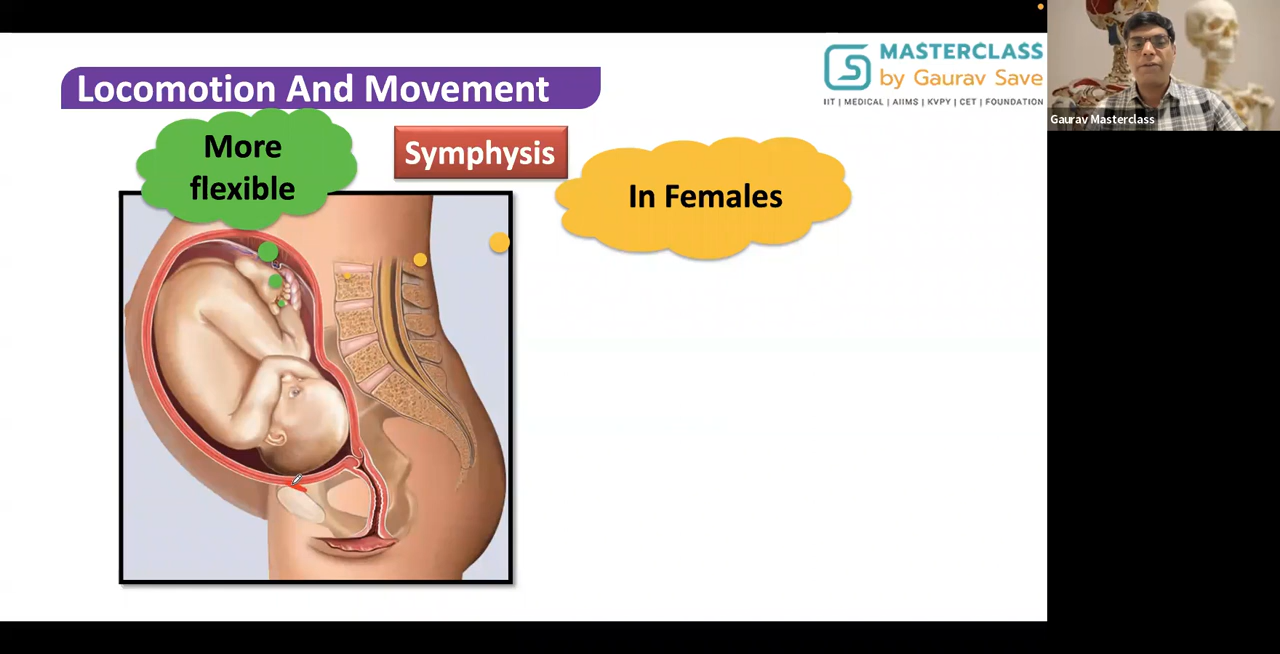 MASTERCLASS
by Gaurav Save
IIT | MEDICAL | AIIMS | KVPY | CET | FOUNDATION
Gaurav Masterclass
Locomotion And Movement
More
flexible
Symphysis
In Females